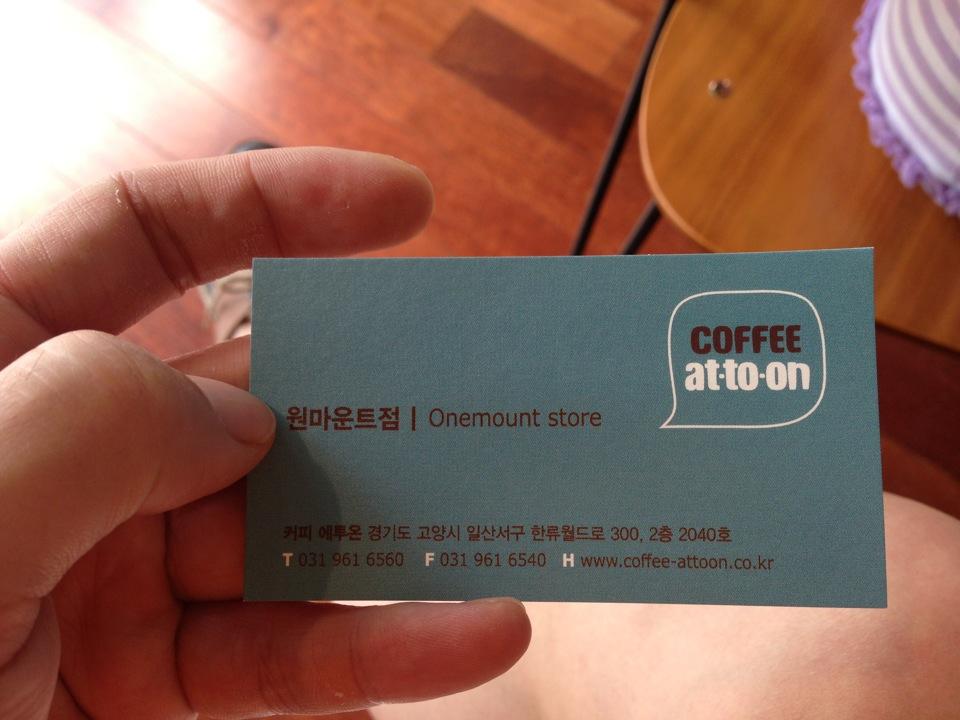 COFFEE
at·to·on
원마운트점 | Onemount store
커피 에투온 경기도 고양시 일산서구 한류월드로 300, 2층 2040호
T 031 961 6560 F 031 961 6540 H www.coffee-attoon.co.kr